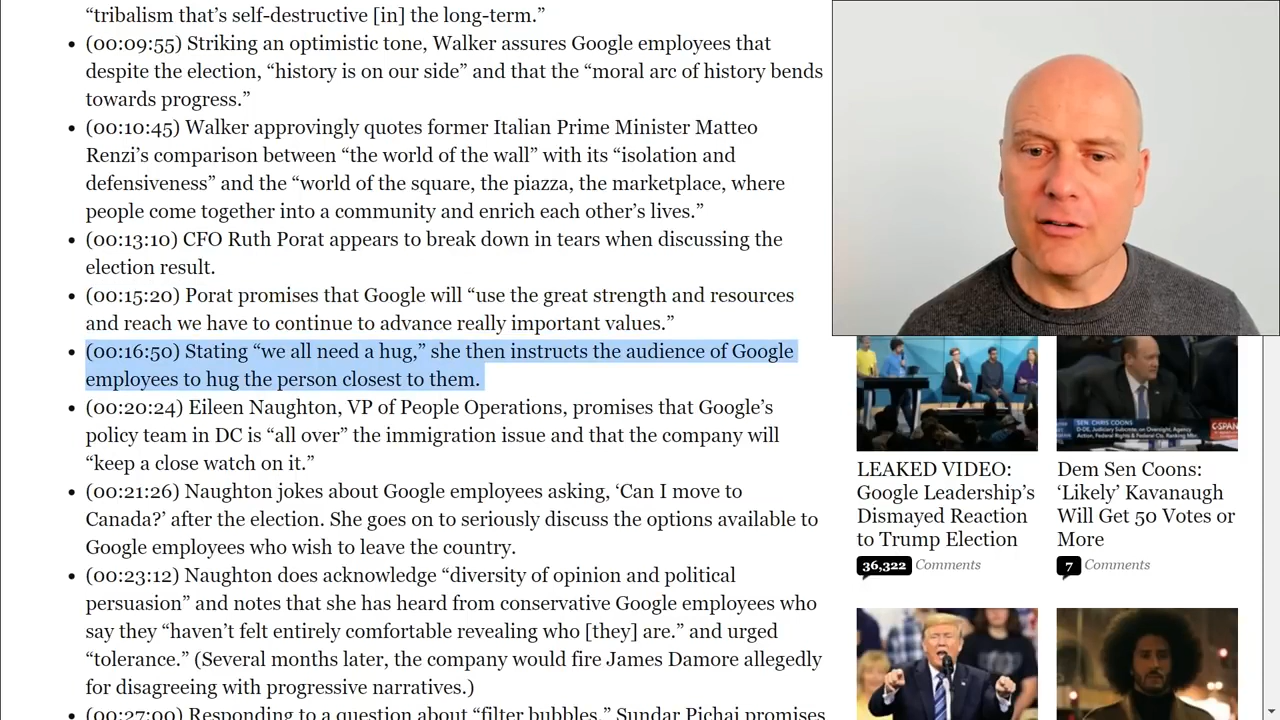 “tribalism that’s self-destructive [in] the long-term.”
• (00:09:55) Striking an optimistic tone, Walker assures Google employees that
despite the election, “history is on our side” and that the “moral arc of history bends
towards progress.”
• (00:10:45) Walker approvingly quotes former Italian Prime Minister Matteo
Renzi’s comparison between “the world of the wall” with its “isolation and
defensiveness” and the “world of the square, the piazza, the marketplace, where
people come together into a community and enrich each other’s lives.”
• (00:13:10) CFO Ruth Porat appears to break down in tears when discussing the
election result.
• (00:15:20) Porat promises that Google will “use the great strength and resources
and reach we have to continue to advance really important values.”
• (00:16:50) Stating “we all need a hug,” she then instructs the audience of Google
employees to hug the person closest to them.
• (00:20:24) Eileen Naughton, VP of People Operations, promises that Google’s
policy team in DC is “all over” the immigration issue and that the company will
“keep a close watch on it.”
• (00:21:26) Naughton jokes about Google employees asking, ‘Can I move to
Canada?’ after the election. She goes on to seriously discuss the options available to
Google employees who wish to leave the country.
• (00:23:12) Naughton does acknowledge “diversity of opinion and political
persuasion” and notes that she has heard from conservative Google employees who
say they “haven’t felt entirely comfortable revealing who [they] are.” and urged
“tolerance.” (Several months later, the company would fire James Damore allegedly
for disagreeing with progressive narratives.)
• (00:27:00) Responding to a question about “filter bubbles,” Sundar Pichai promises
LEAKED VIDEO:
Google Leadership’s
Dismayed Reaction
to Trump Election
36,322 Comments
SEN. CHRIS COONS
C-SPAN
Dem Sen Coons:
‘Likely’ Kavanaugh
Will Get 50 Votes or
More
7 Comments